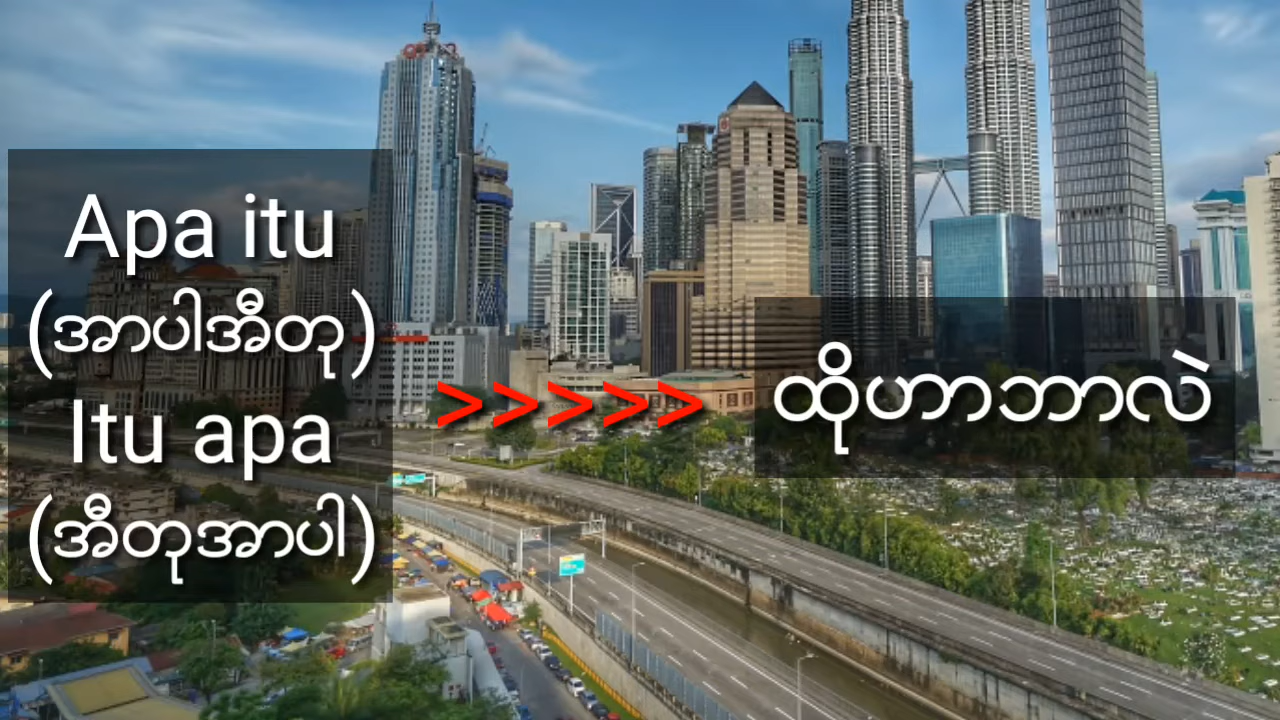 Apa itu
(အာပါအီတု)
Itu apa
(အီတုအာပါ)
>>>>>
ထိုဟာဘာလဲ